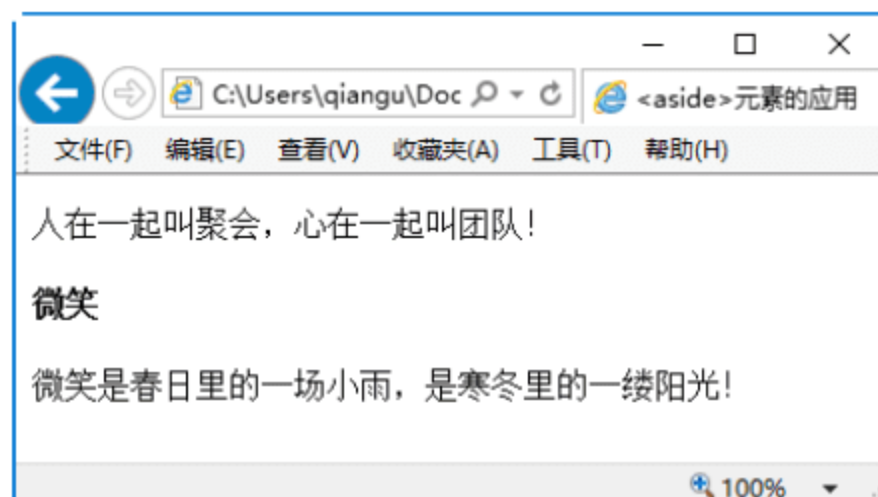 C:\Users\qiangu\Doc <aside>元素的应用
文件(F) 编辑(E) 查看(V) 收藏夹(A) 工具(T) 帮助(H)
人在一起叫聚会，心在一起叫团队！
微笑
微笑是春日里的一场小雨，是寒冬里的一缕阳光！
100%